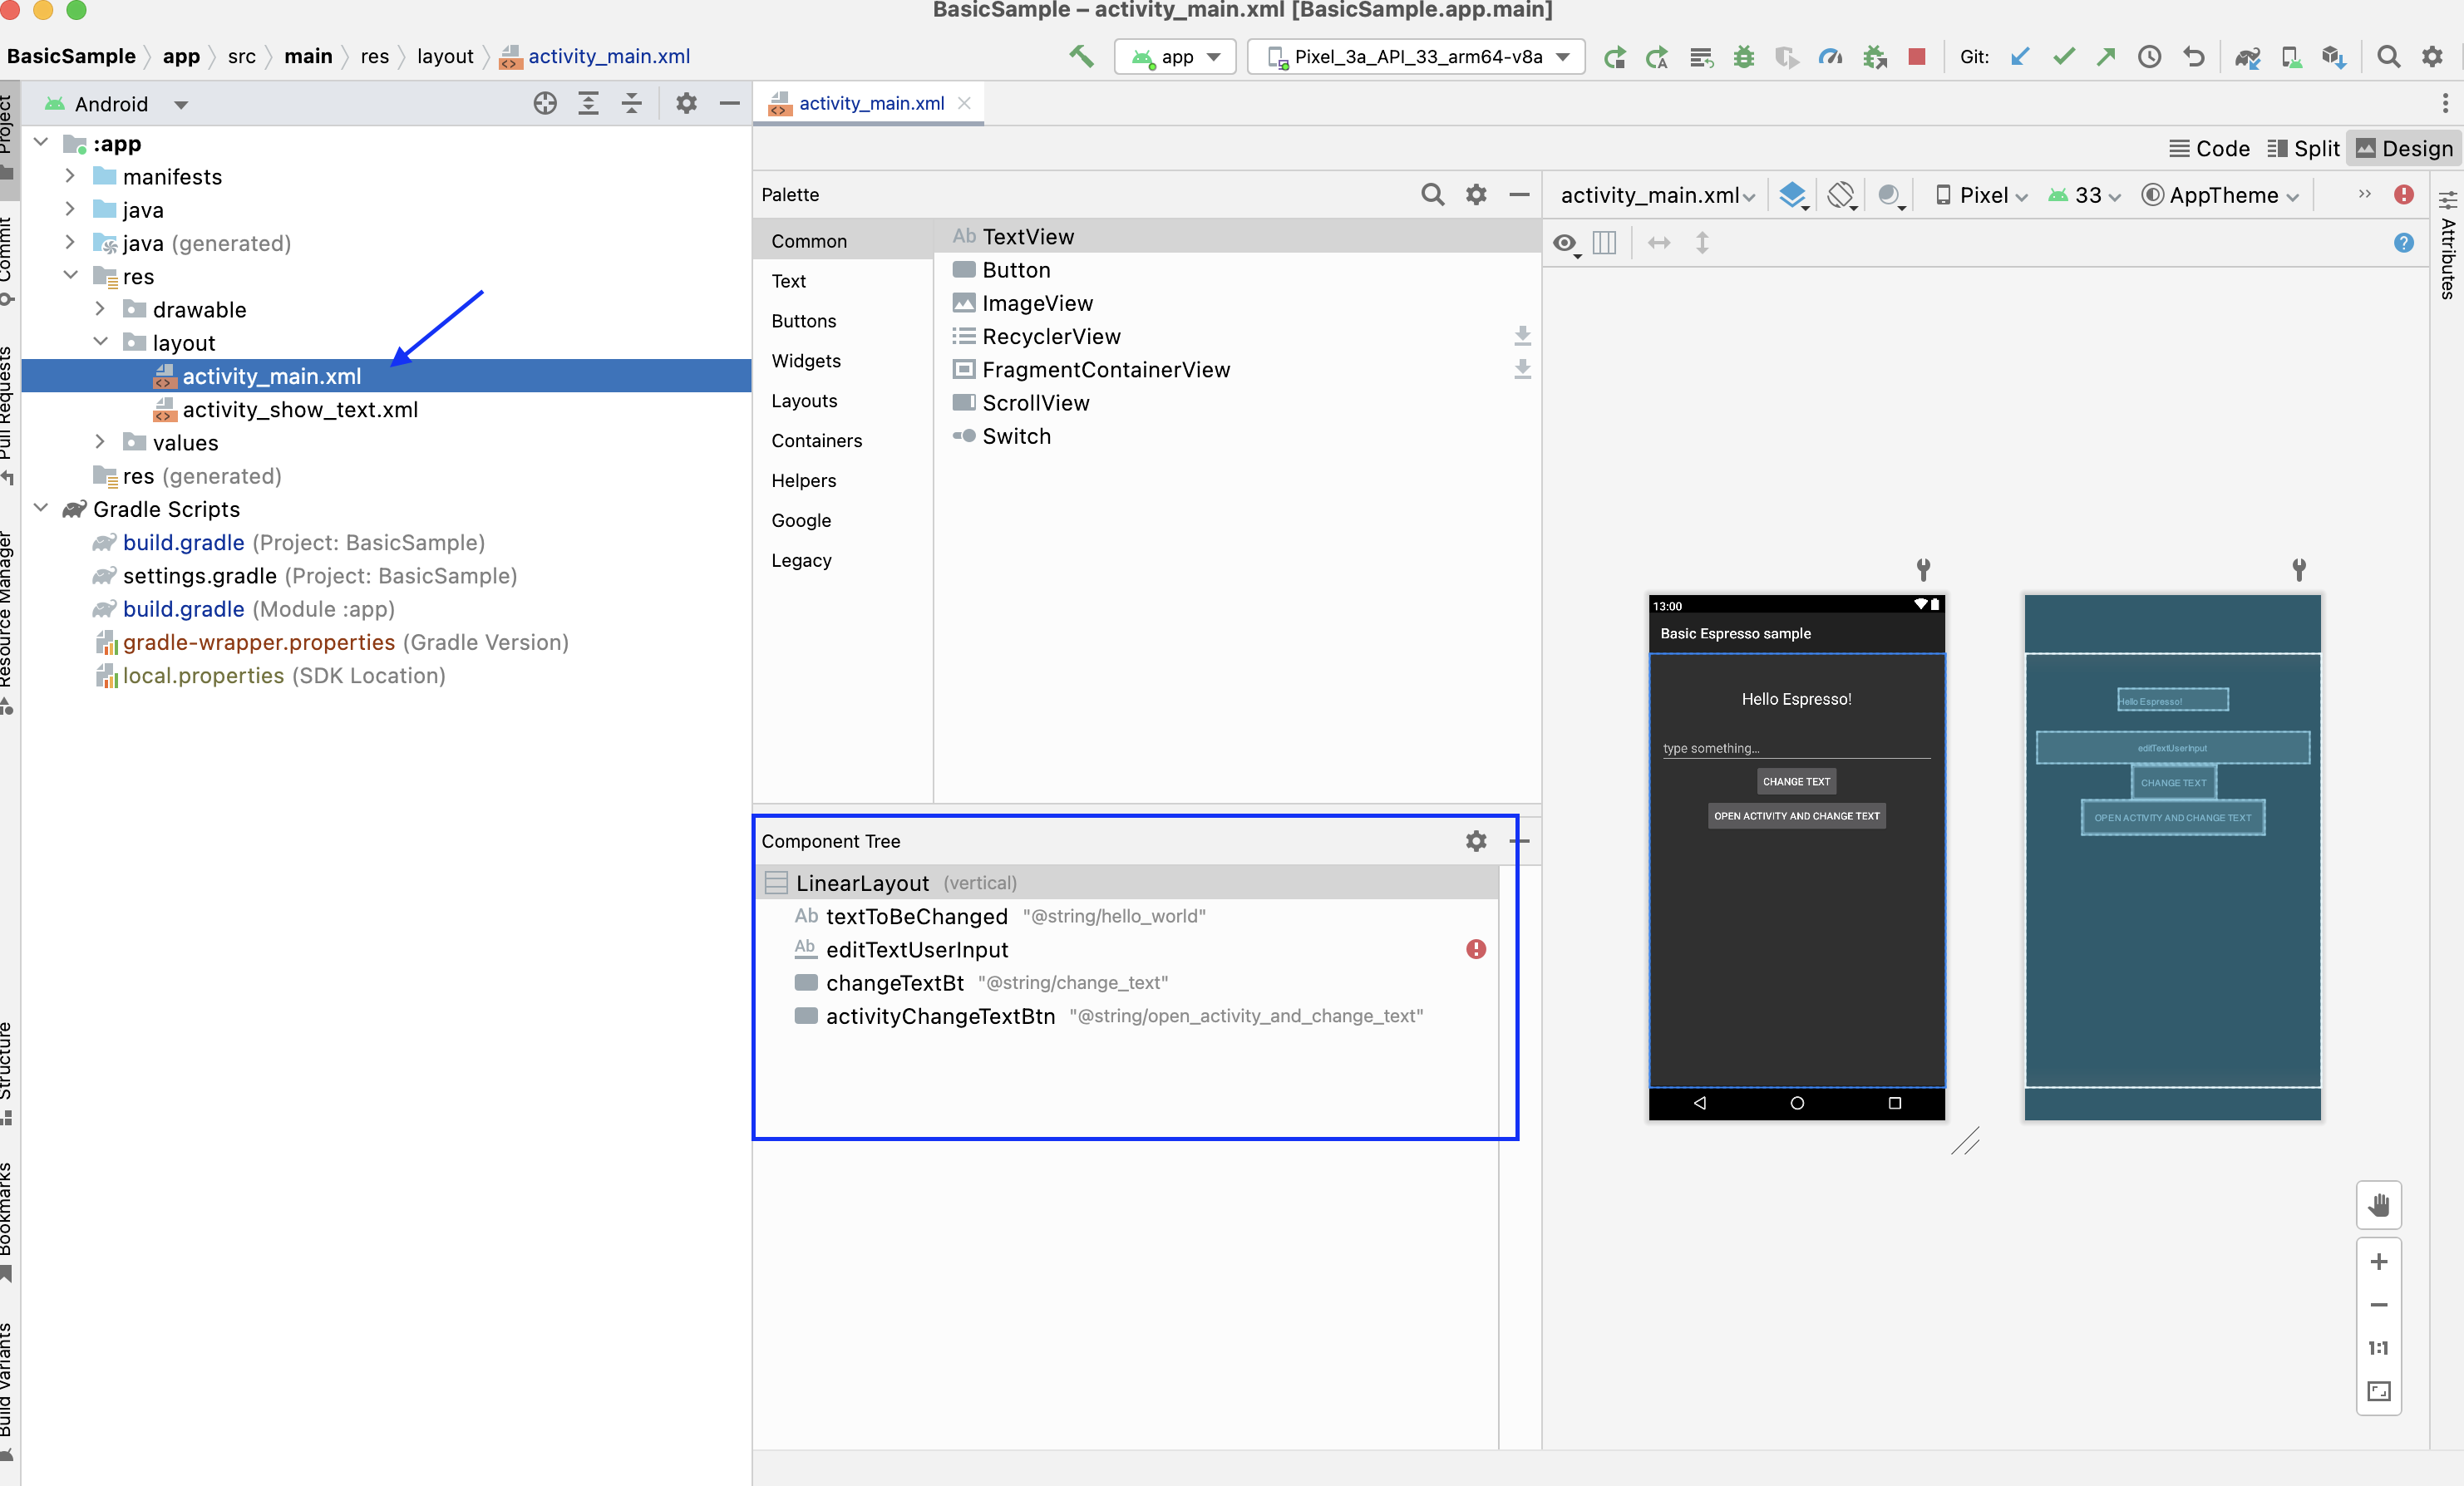 BasicSample – activity_main.xml [BasicSample.app.main]
BasicSample app src main res layout activity_main.xml
app
Pixel_3a_API_33_arm64-v8a
Git:
Project
Commit
Pull Requests
Resource Manager
Structure
Bookmarks
Build Variants
Android
:app
manifests
java
java (generated)
res
drawable
layout
activity_main.xml
activity_show_text.xml
values
res (generated)
Gradle Scripts
build.gradle (Project: BasicSample)
settings.gradle (Project: BasicSample)
build.gradle (Module :app)
gradle-wrapper.properties (Gradle Version)
local.properties (SDK Location)
activity_main.xml
Code Split Design
Palette
Common
Text
Buttons
Widgets
Layouts
Containers
Helpers
Google
Legacy
Ab TextView
Button
ImageView
RecyclerView
FragmentContainerView
ScrollView
Switch
Component Tree
LinearLayout (vertical)
Ab textToBeChanged "@string/hello_world"
Ab editTextUserInput
changeTextBt "@string/change_text"
activityChangeTextBtn "@string/open_activity_and_change_text"
activity_main.xml Pixel 33 AppTheme
Attributes
13:00
Basic Espresso sample
Hello Espresso!
type something...
CHANGE TEXT
OPEN ACTIVITY AND CHANGE TEXT
Hello Espresso!
editTextUserInput
CHANGE TEXT
OPEN ACTIVITY AND CHANGE TEXT
1:1